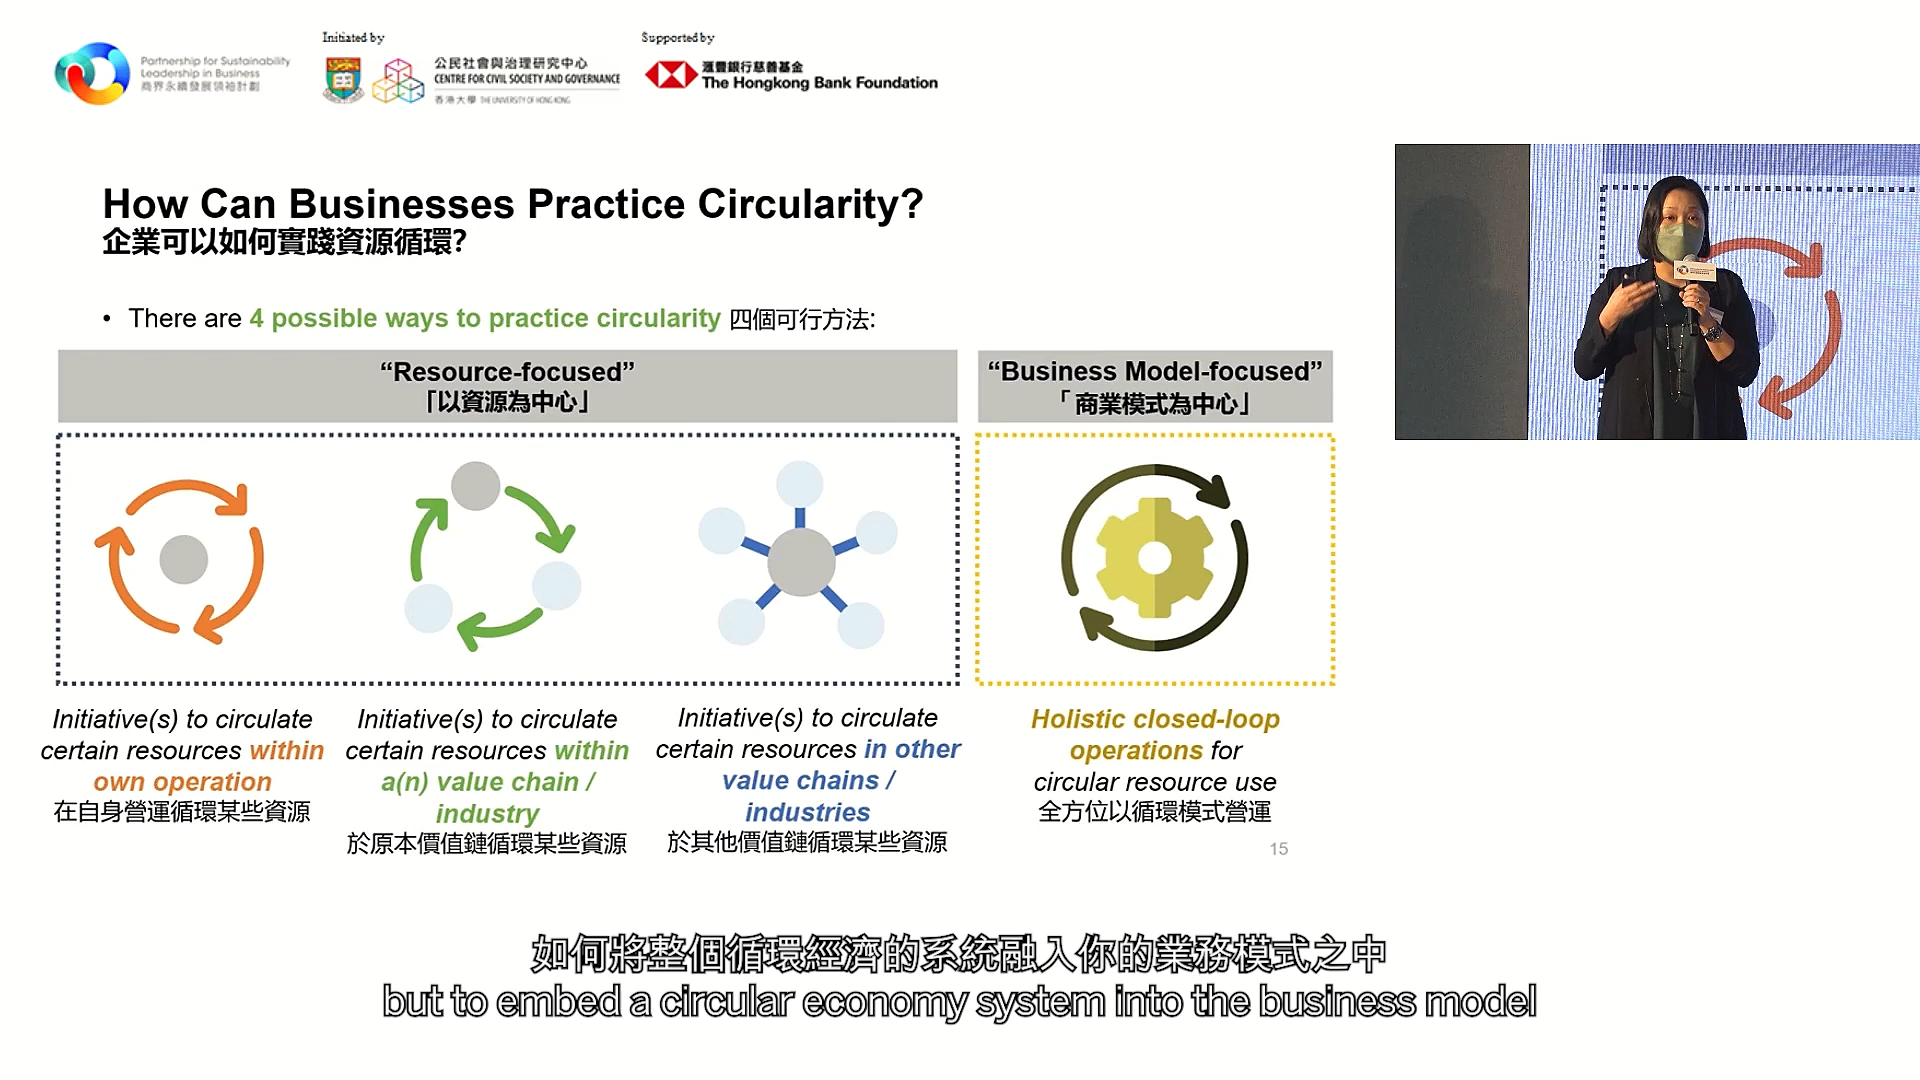 Initiated by
Supported by
Partnership for Sustainability
Leadership in Business
商界永續發展領袖計劃
公民社會與治理研究中心
CENTRE FOR CIVIL SOCIETY AND GOVERNANCE
香港大學 THE UNIVERSITY OF HONG KONG
滙豐銀行慈善基金
The Hongkong Bank Foundation
How Can Businesses Practice Circularity?
企業可以如何實踐資源循環?
• There are 4 possible ways to practice circularity 四個可行方法:
“Resource-focused”
「以資源為中心」
“Business Model-focused”
「商業模式為中心」
Initiative(s) to circulate
certain resources within
own operation
在自身營運循環某些資源
Initiative(s) to circulate
certain resources within
a(n) value chain /
industry
於原本價值鏈循環某些資源
Initiative(s) to circulate
certain resources in other
value chains /
industries
於其他價值鏈循環某些資源
Holistic closed-loop
operations for
circular resource use
全方位以循環模式營運
15
如何將整個循環經濟的系統融入你的業務模式之中
but to embed a circular economy system into the business model